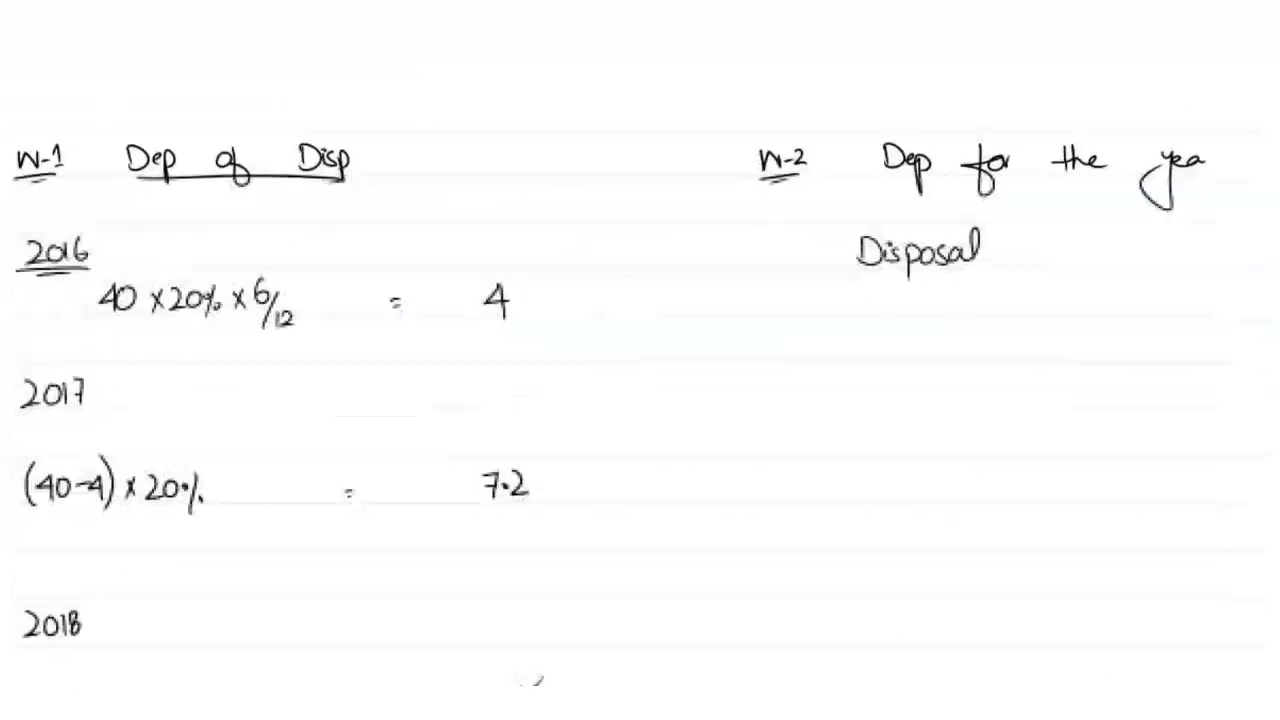 W-1 Dep of Disp
2016
40 × 20% × 6/12 = 4
2017
(40-4) × 20% = 7.2
2018
W-2 Dep for the yea
Disposal